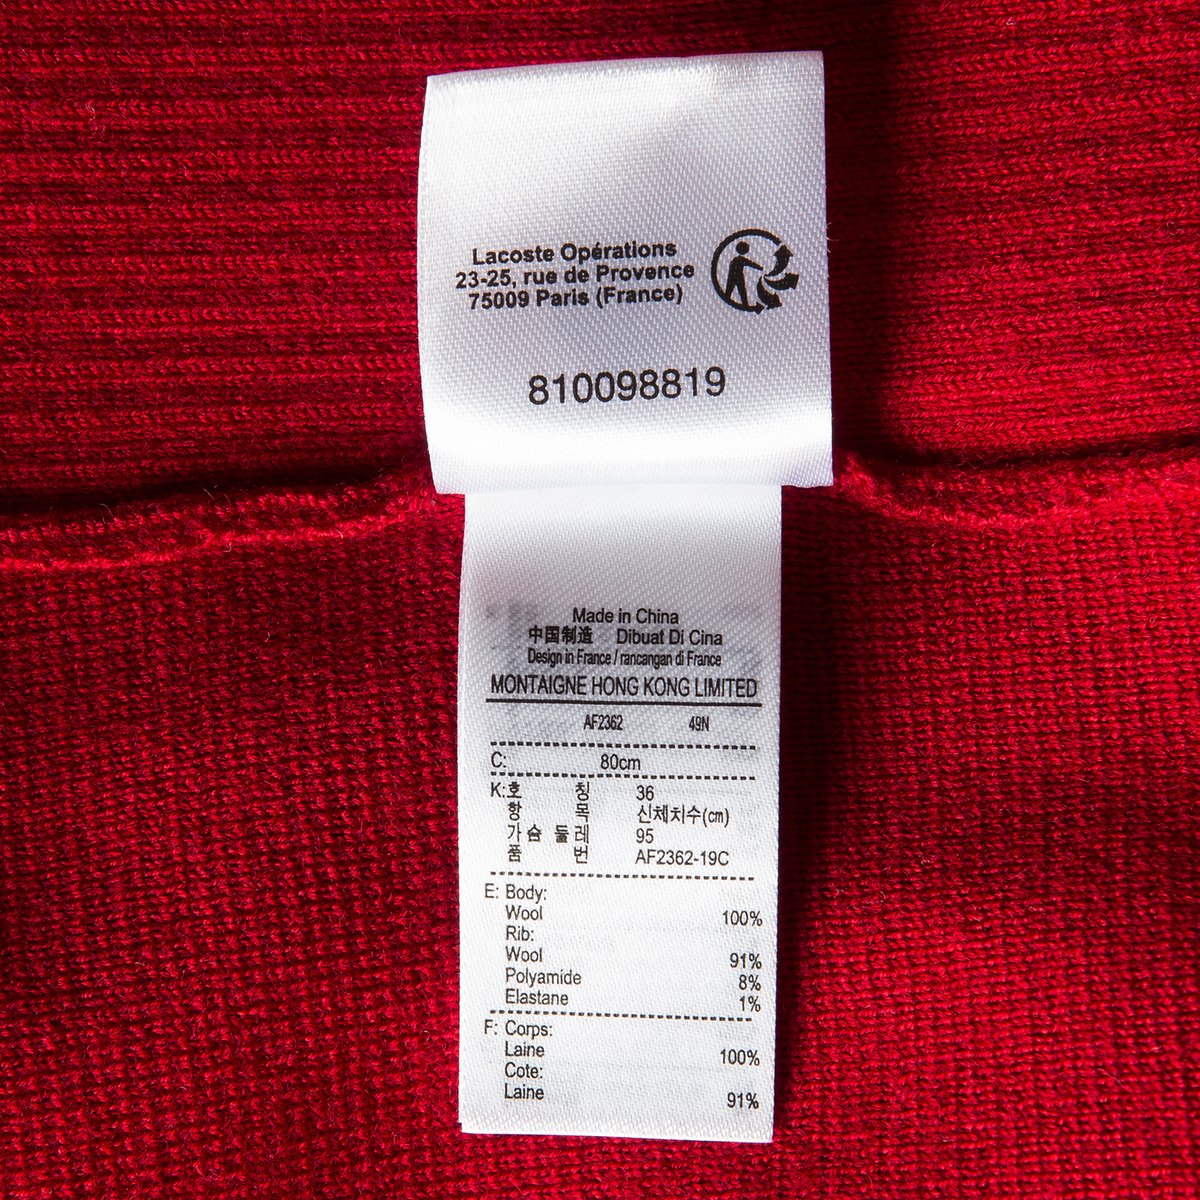 Lacoste Opérations
23-25, rue de Provence
75009 Paris (France)
810098819
Made in China
中国制造 Dibuat Di Cina
Design in France / rancangan di France
MONTAIGNE HONG KONG LIMITED
AF2362 49N
C: 80cm
K:호 칭 36
항 목 신체치수(cm)
가 슴 둘 레 95
품 번 AF2362-19C
E: Body:
Wool 100%
Rib:
Wool 91%
Polyamide 8%
Elastane 1%
F: Corps:
Laine 100%
Cote:
Laine 91%